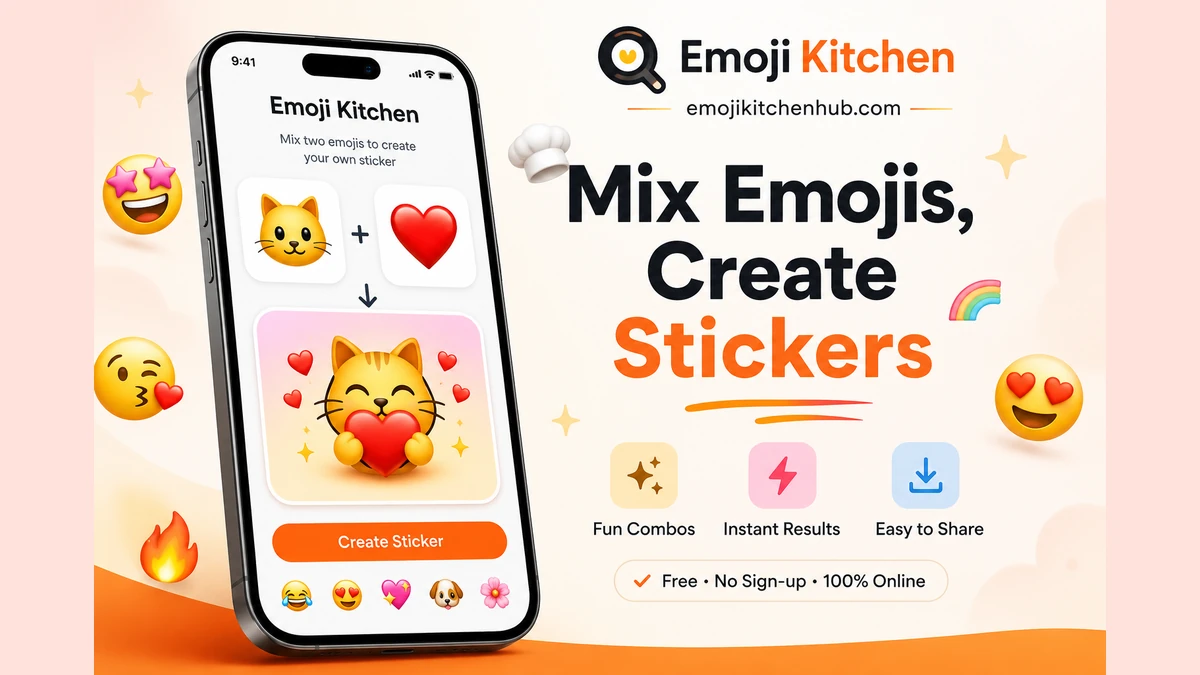 9:41
Emoji Kitchen
Mix two emojis to create
your own sticker
+
Create Sticker
Emoji Kitchen
emojikitchenhub.com
Mix Emojis,
Create
Stickers
Fun Combos
Instant Results
Easy to Share
Free • No Sign-up • 100% Online